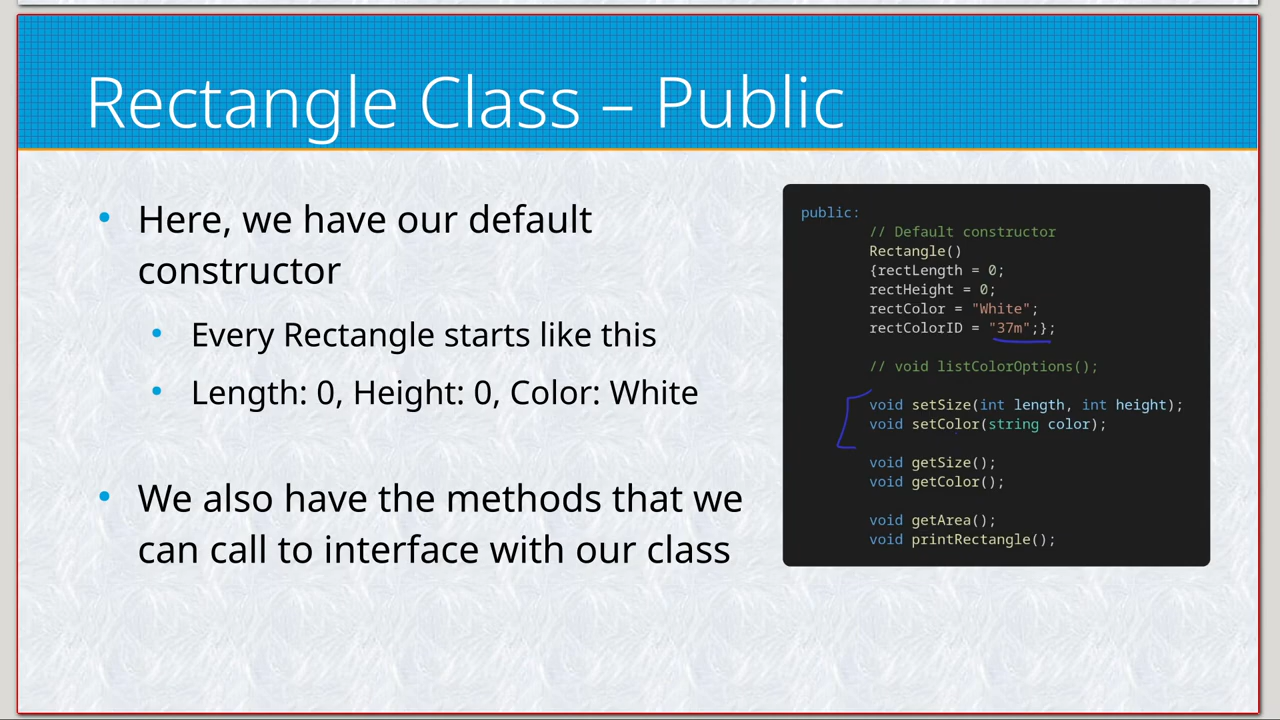 Rectangle Class – Public
• Here, we have our default
constructor
• Every Rectangle starts like this
• Length: 0, Height: 0, Color: White
• We also have the methods that we
can call to interface with our class
public:
// Default constructor
Rectangle()
{rectLength = 0;
rectHeight = 0;
rectColor = "White";
rectColorID = "37m";};
// void listColorOptions();
void setSize(int length, int height);
void setColor(string color);
void getSize();
void getColor();
void getArea();
void printRectangle();